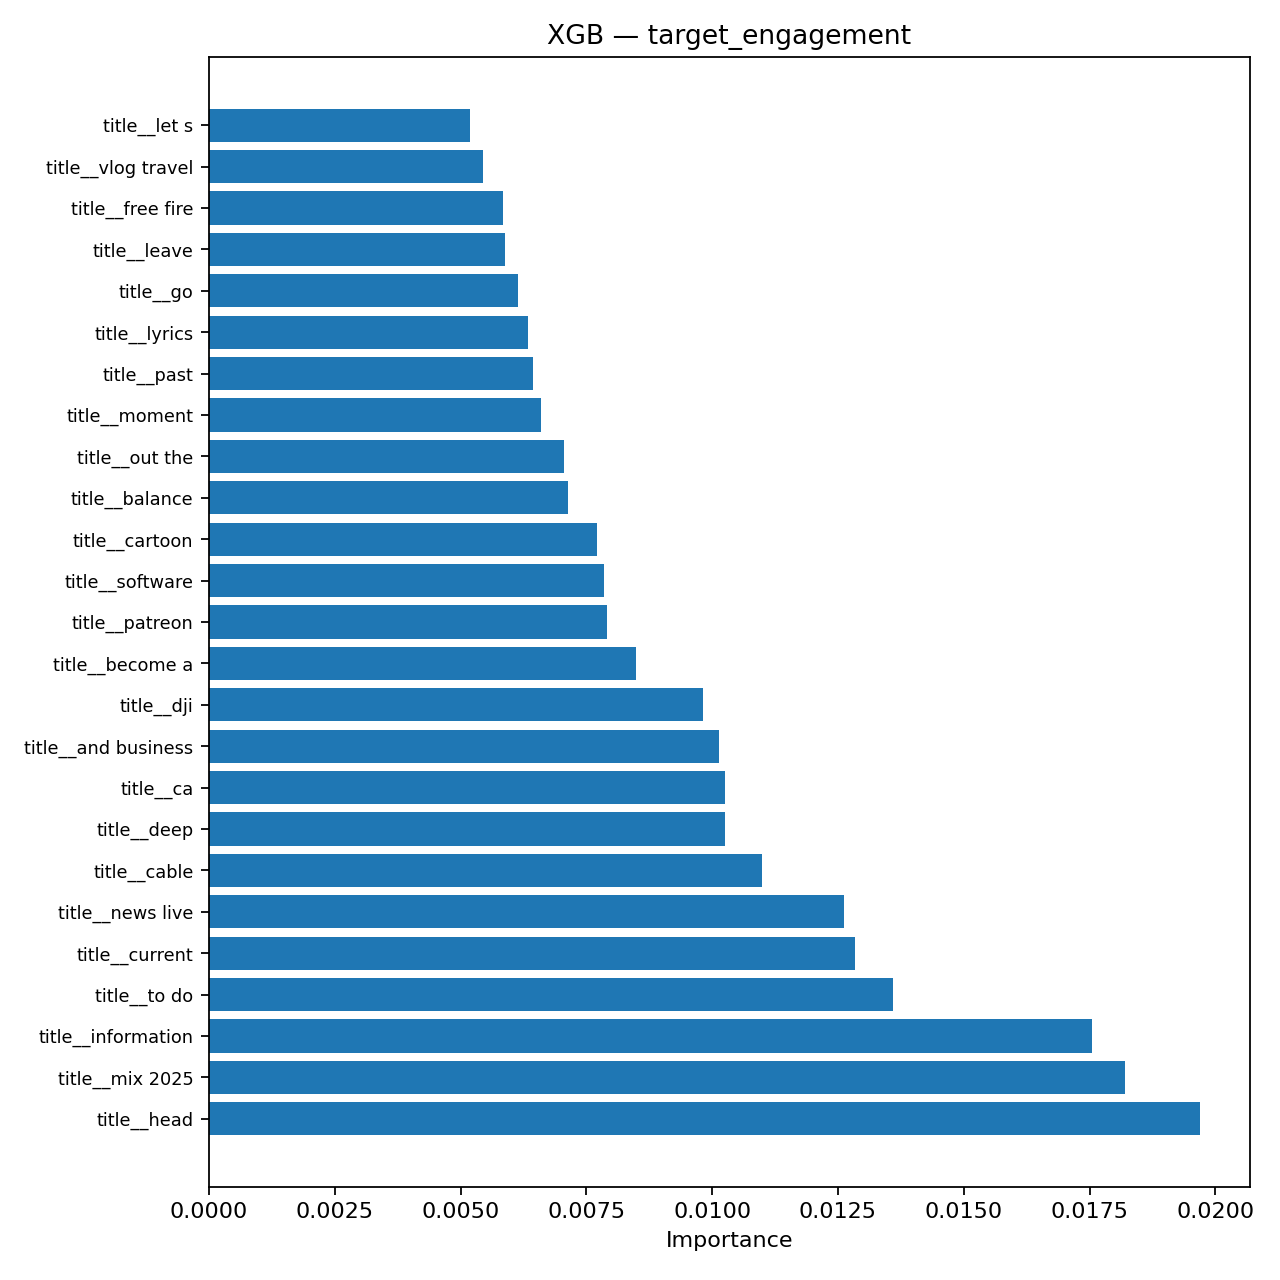 XGB — target_engagement
title__let s
title__vlog travel
title__free fire
title__leave
title__go
title__lyrics
title__past
title__moment
title__out the
title__balance
title__cartoon
title__software
title__patreon
title__become a
title__dji
title__and business
title__ca
title__deep
title__cable
title__news live
title__current
title__to do
title__information
title__mix 2025
title__head
0.0000 0.0025 0.0050 0.0075 0.0100 0.0125 0.0150 0.0175 0.0200
Importance